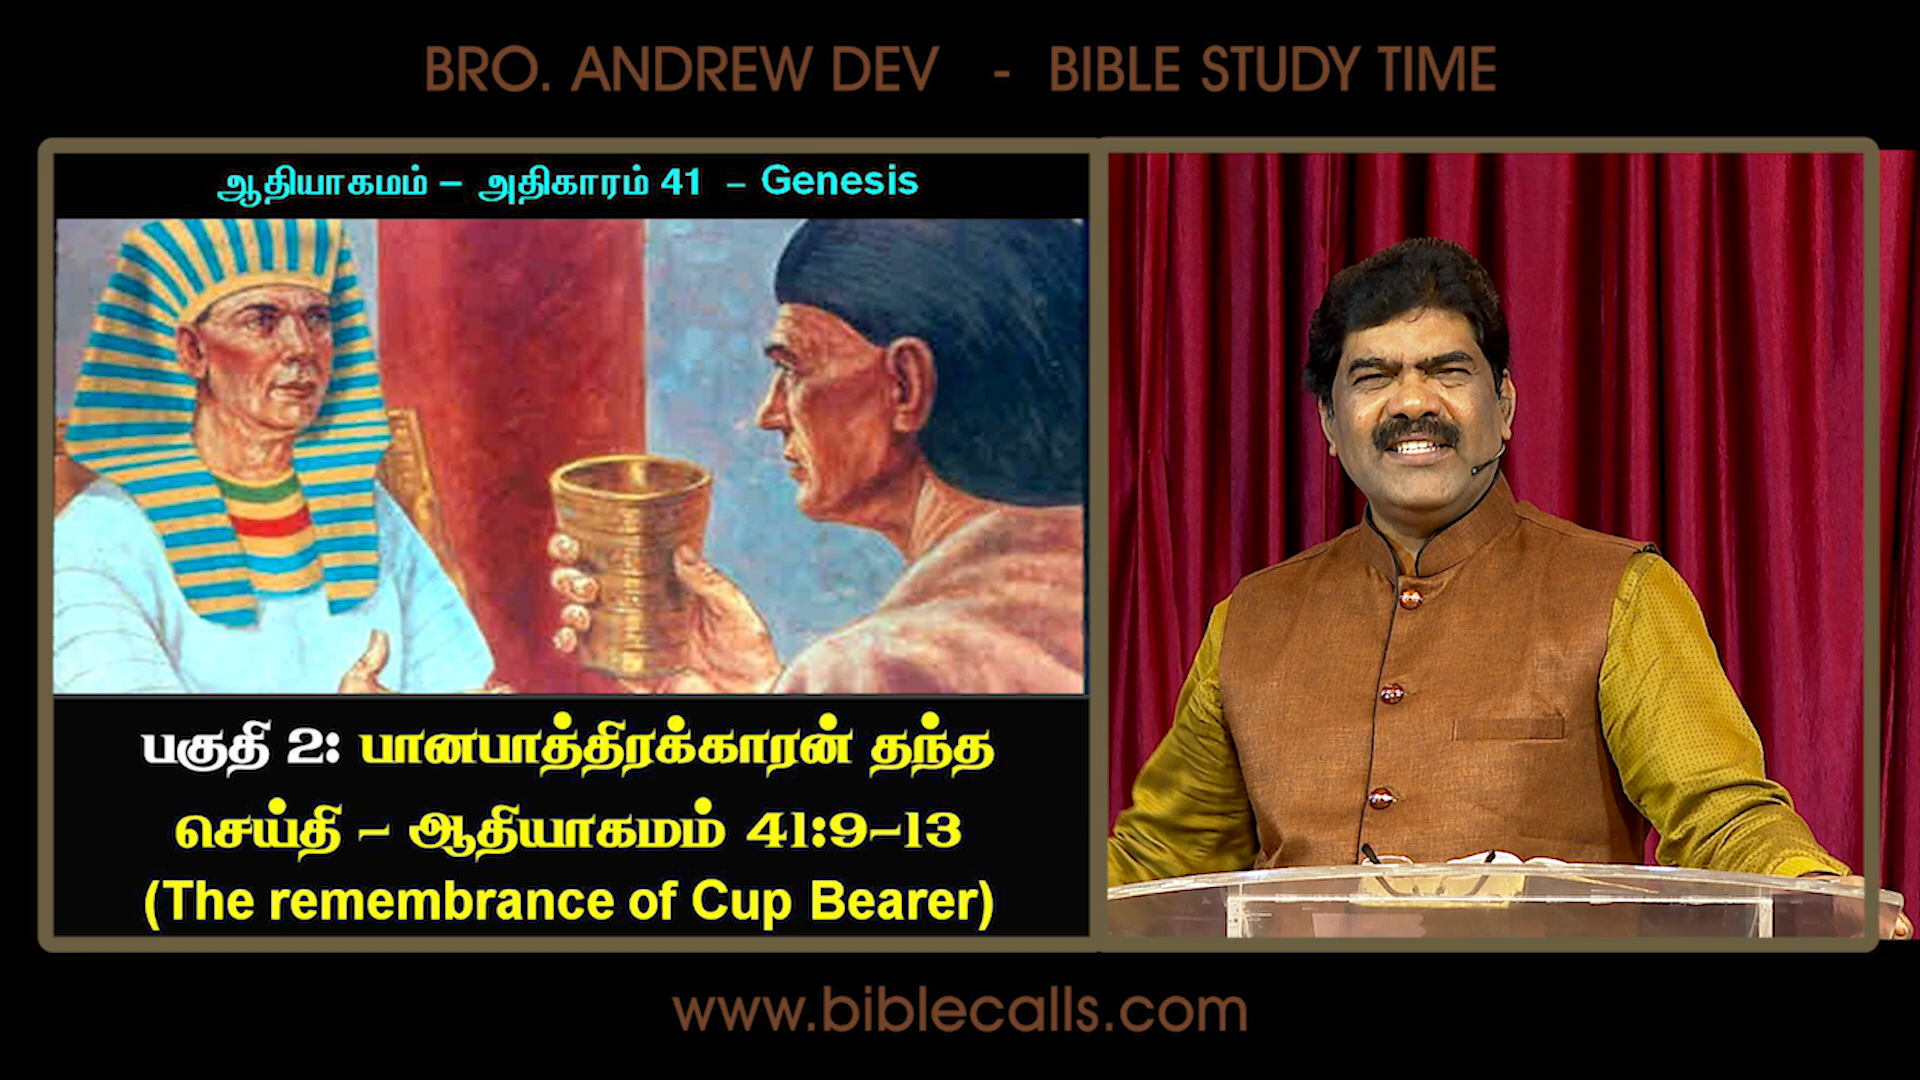 BRO. ANDREW DEV - BIBLE STUDY TIME
ஆதியாகமம் – அதிகாரம் 41 – Genesis
பகுதி 2: பானபாத்திரக்காரன் தந்த
செய்தி – ஆதியாகமம் 41:9–13
(The remembrance of Cup Bearer)
www.biblecalls.com